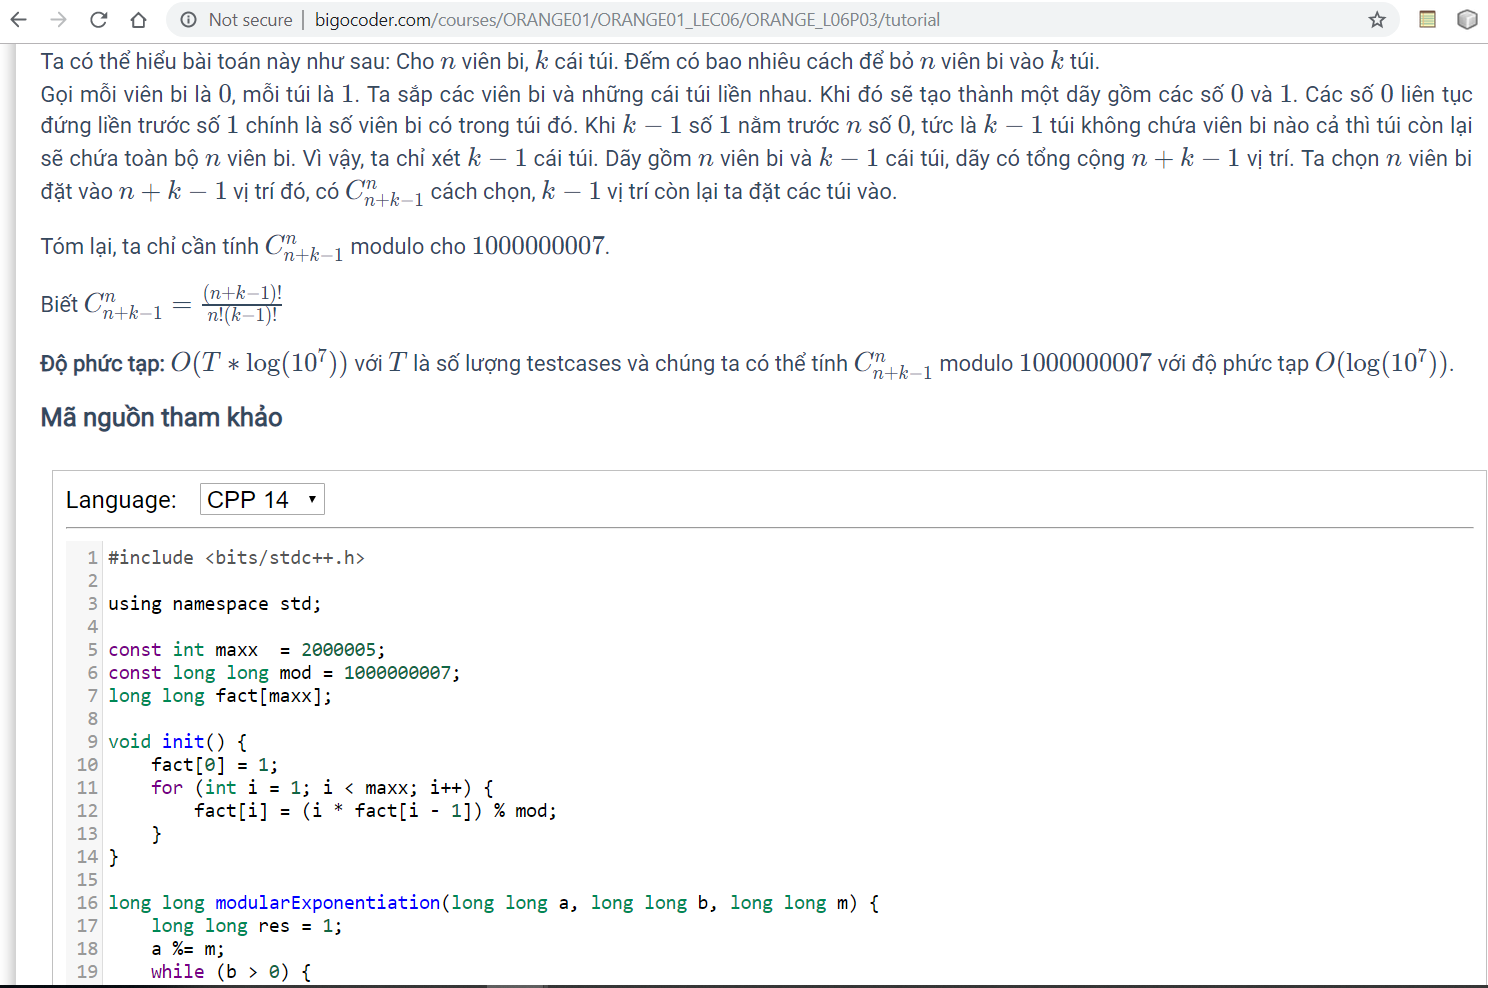 Not secure | bigocoder.com/courses/ORANGE01/ORANGE01_LEC06/ORANGE_L06P03/tutorial
Ta có thể hiểu bài toán này như sau: Cho n viên bi, k cái túi. Đếm có bao nhiêu cách để bỏ n viên bi vào k túi.
Gọi mỗi viên bi là 0, mỗi túi là 1. Ta sắp các viên bi và những cái túi liền nhau. Khi đó sẽ tạo thành một dãy gồm các số 0 và 1. Các số 0 liên tục
đứng liền trước số 1 chính là số viên bi có trong túi đó. Khi k − 1 số 1 nằm trước n số 0, tức là k − 1 túi không chứa viên bi nào cả thì túi còn lại
sẽ chứa toàn bộ n viên bi. Vì vậy, ta chỉ xét k − 1 cái túi. Dãy gồm n viên bi và k − 1 cái túi, dãy có tổng cộng n + k − 1 vị trí. Ta chọn n viên bi
đặt vào n + k − 1 vị trí đó, có C^n_{n+k−1} cách chọn, k − 1 vị trí còn lại ta đặt các túi vào.
Tóm lại, ta chỉ cần tính C^n_{n+k−1} modulo cho 1000000007.
Biết C^n_{n+k−1} = (n+k−1)! / n!(k−1)!
Độ phức tạp: O(T ∗ log(10^7)) với T là số lượng testcases và chúng ta có thể tính C^n_{n+k−1} modulo 1000000007 với độ phức tạp O(log(10^7)).
Mã nguồn tham khảo
Language: CPP 14
1 #include <bits/stdc++.h>
2
3 using namespace std;
4
5 const int maxx  = 2000005;
6 const long long mod = 1000000007;
7 long long fact[maxx];
8
9 void init() {
10     fact[0] = 1;
11     for (int i = 1; i < maxx; i++) {
12         fact[i] = (i * fact[i - 1]) % mod;
13     }
14 }
15
16 long long modularExponentiation(long long a, long long b, long long m) {
17     long long res = 1;
18     a %= m;
19     while (b > 0) {